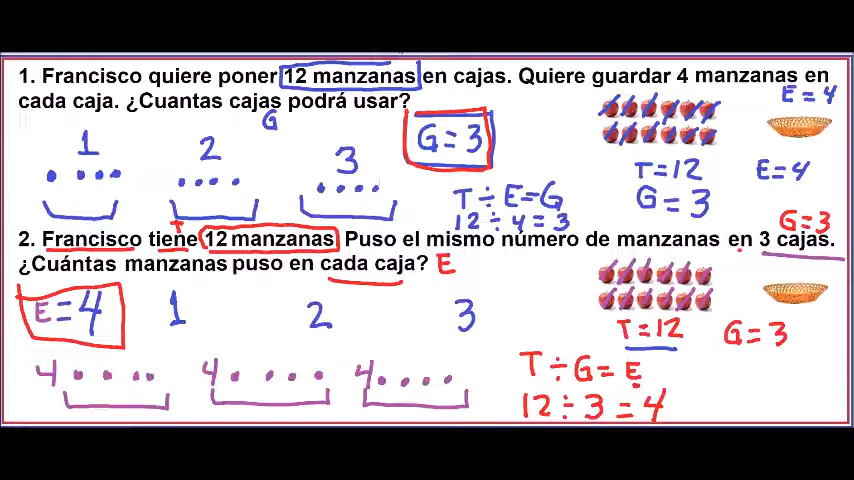 1. Francisco quiere poner 12 manzanas en cajas. Quiere guardar 4 manzanas en
cada caja. ¿Cuantas cajas podrá usar?
E = 4
G
G = 3
1
2
3
T = 12
E = 4
G = 3
T ÷ E = G
12 ÷ 4 = 3
T
G = 3
2. Francisco tiene 12 manzanas. Puso el mismo número de manzanas en 3 cajas.
¿Cuántas manzanas puso en cada caja? E
E = 4
1
2
3
T = 12
G = 3
4
4
4
T ÷ G = E
12 ÷ 3 = 4